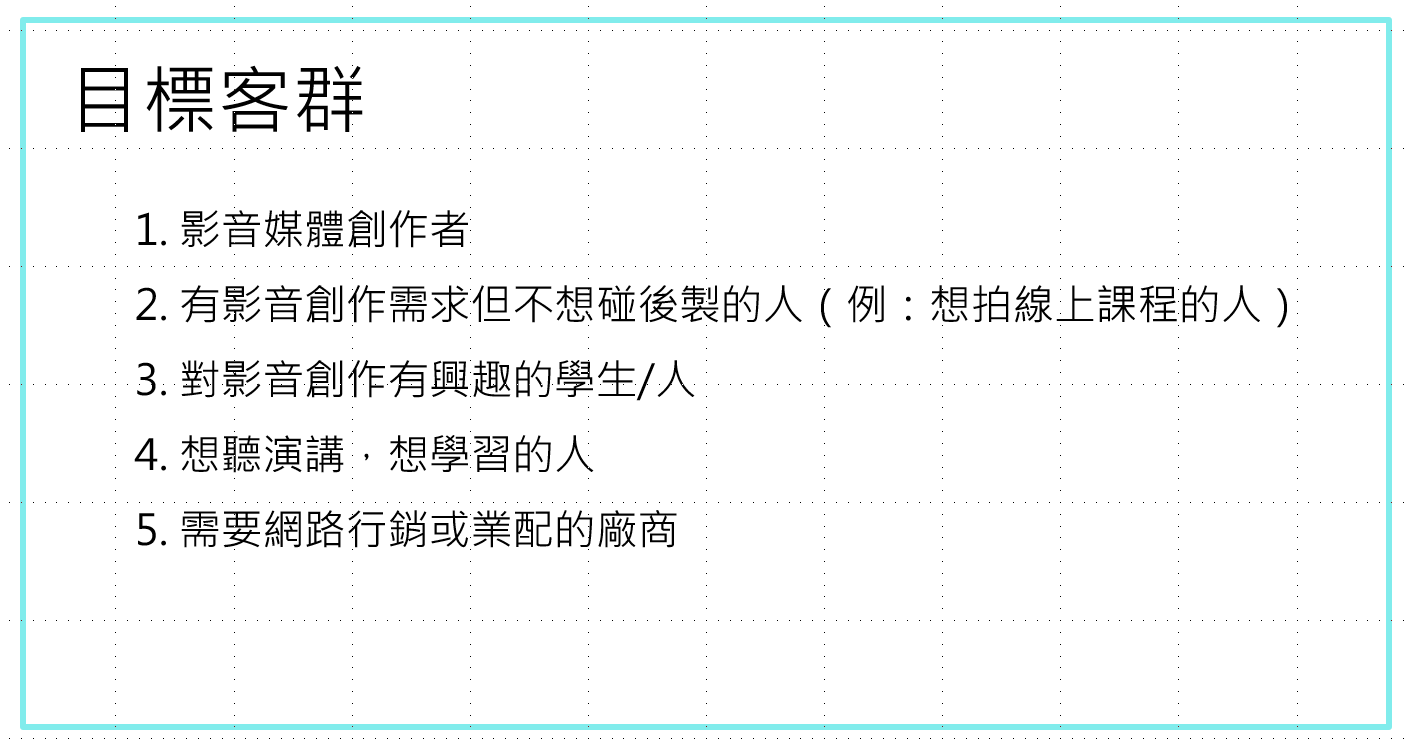 目標客群
1. 影音媒體創作者
2. 有影音創作需求但不想碰後製的人（例：想拍線上課程的人）
3. 對影音創作有興趣的學生/人
4. 想聽演講，想學習的人
5. 需要網路行銷或業配的廠商